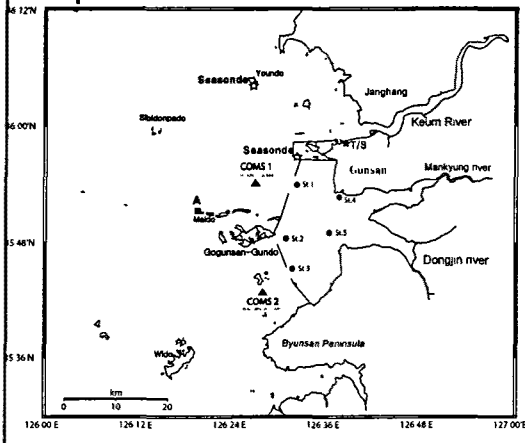 36°12'N
Seasonde
Youndo
Janghang
Sibidongado
36°00'N
Keum River
T/S
Seasonde
Gunsan
COMS 1
Mankyung river
St.1
St.4
A
Maldo
St.2
St.5
35°48'N
Gogunsan-Gundo
Dongjin river
St.3
COMS 2
Byunsan Peninsula
35°36'N
Wido
km
0 10 20
126°00'E 126°12'E 126°24'E 126°36'E 126°48'E 127°00'E